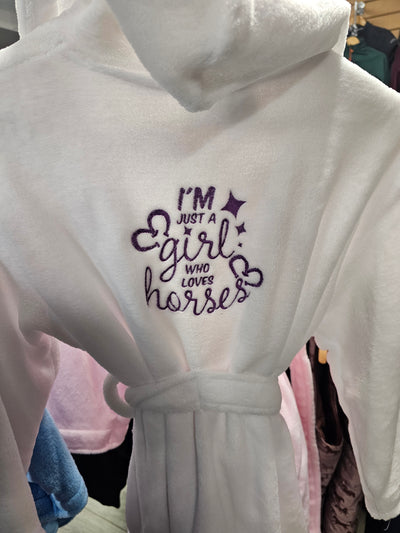 I'M
JUST A
girl
WHO
LOVES
horses